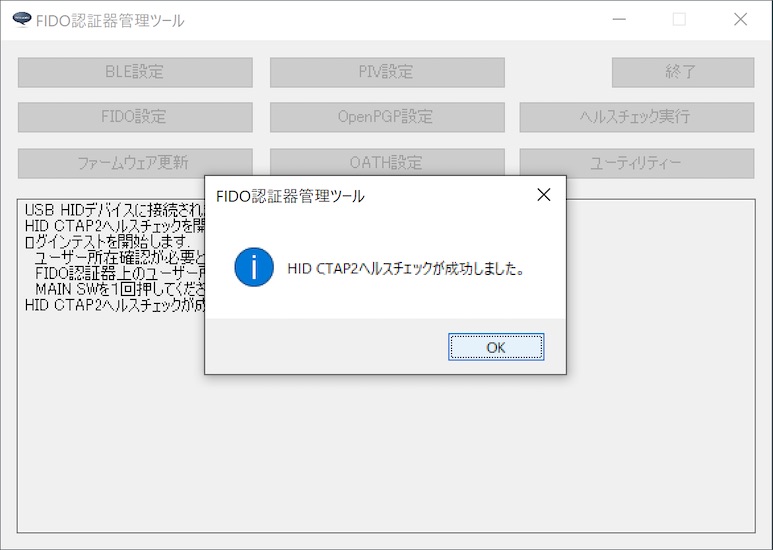 FIDO認証器管理ツール
BLE設定
PIV設定
終了
FIDO設定
OpenPGP設定
ヘルスチェック実行
ファームウェア更新
OATH設定
ユーティリティー
USB HIDデバイスに接続され
HID CTAP2ヘルスチェックを開
ログインテストを開始します.
ユーザー所在確認が必要と
FIDO認証器上のユーザー所
MAIN SWを1回押してくださ
HID CTAP2ヘルスチェックが成
FIDO認証器管理ツール
HID CTAP2ヘルスチェックが成功しました。
OK